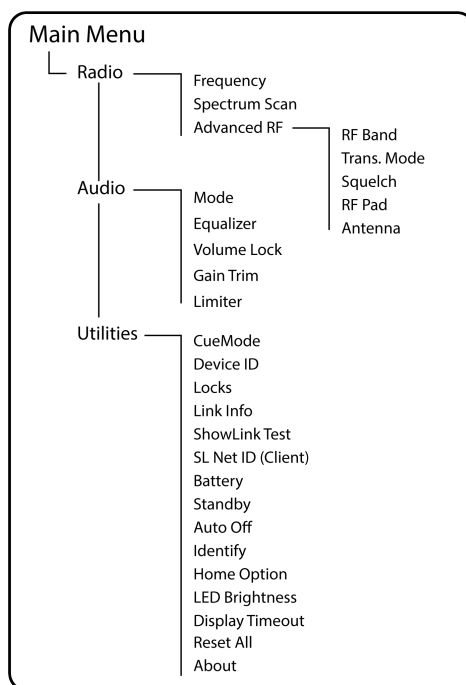 Main Menu
Radio
Frequency
Spectrum Scan
Advanced RF
RF Band
Trans. Mode
Squelch
RF Pad
Antenna
Audio
Mode
Equalizer
Volume Lock
Gain Trim
Limiter
Utilities
CueMode
Device ID
Locks
Link Info
ShowLink Test
SL Net ID (Client)
Battery
Standby
Auto Off
Identify
Home Option
LED Brightness
Display Timeout
Reset All
About